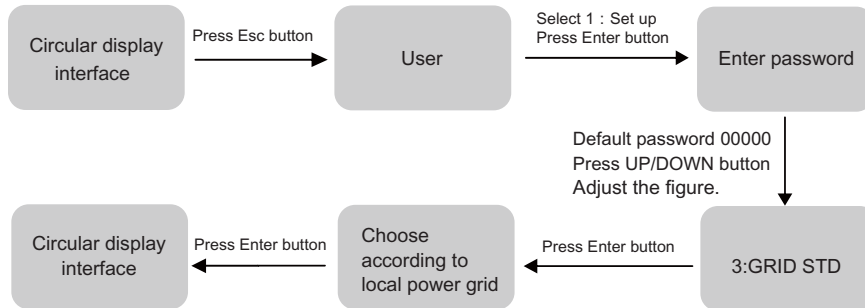 Circular display
interface
Press Esc button
User
Select 1 : Set up
Press Enter button
Enter password
Default password 00000
Press UP/DOWN button
Adjust the figure.
3:GRID STD
Press Enter button
Choose
according to
local power grid
Press Enter button
Circular display
interface